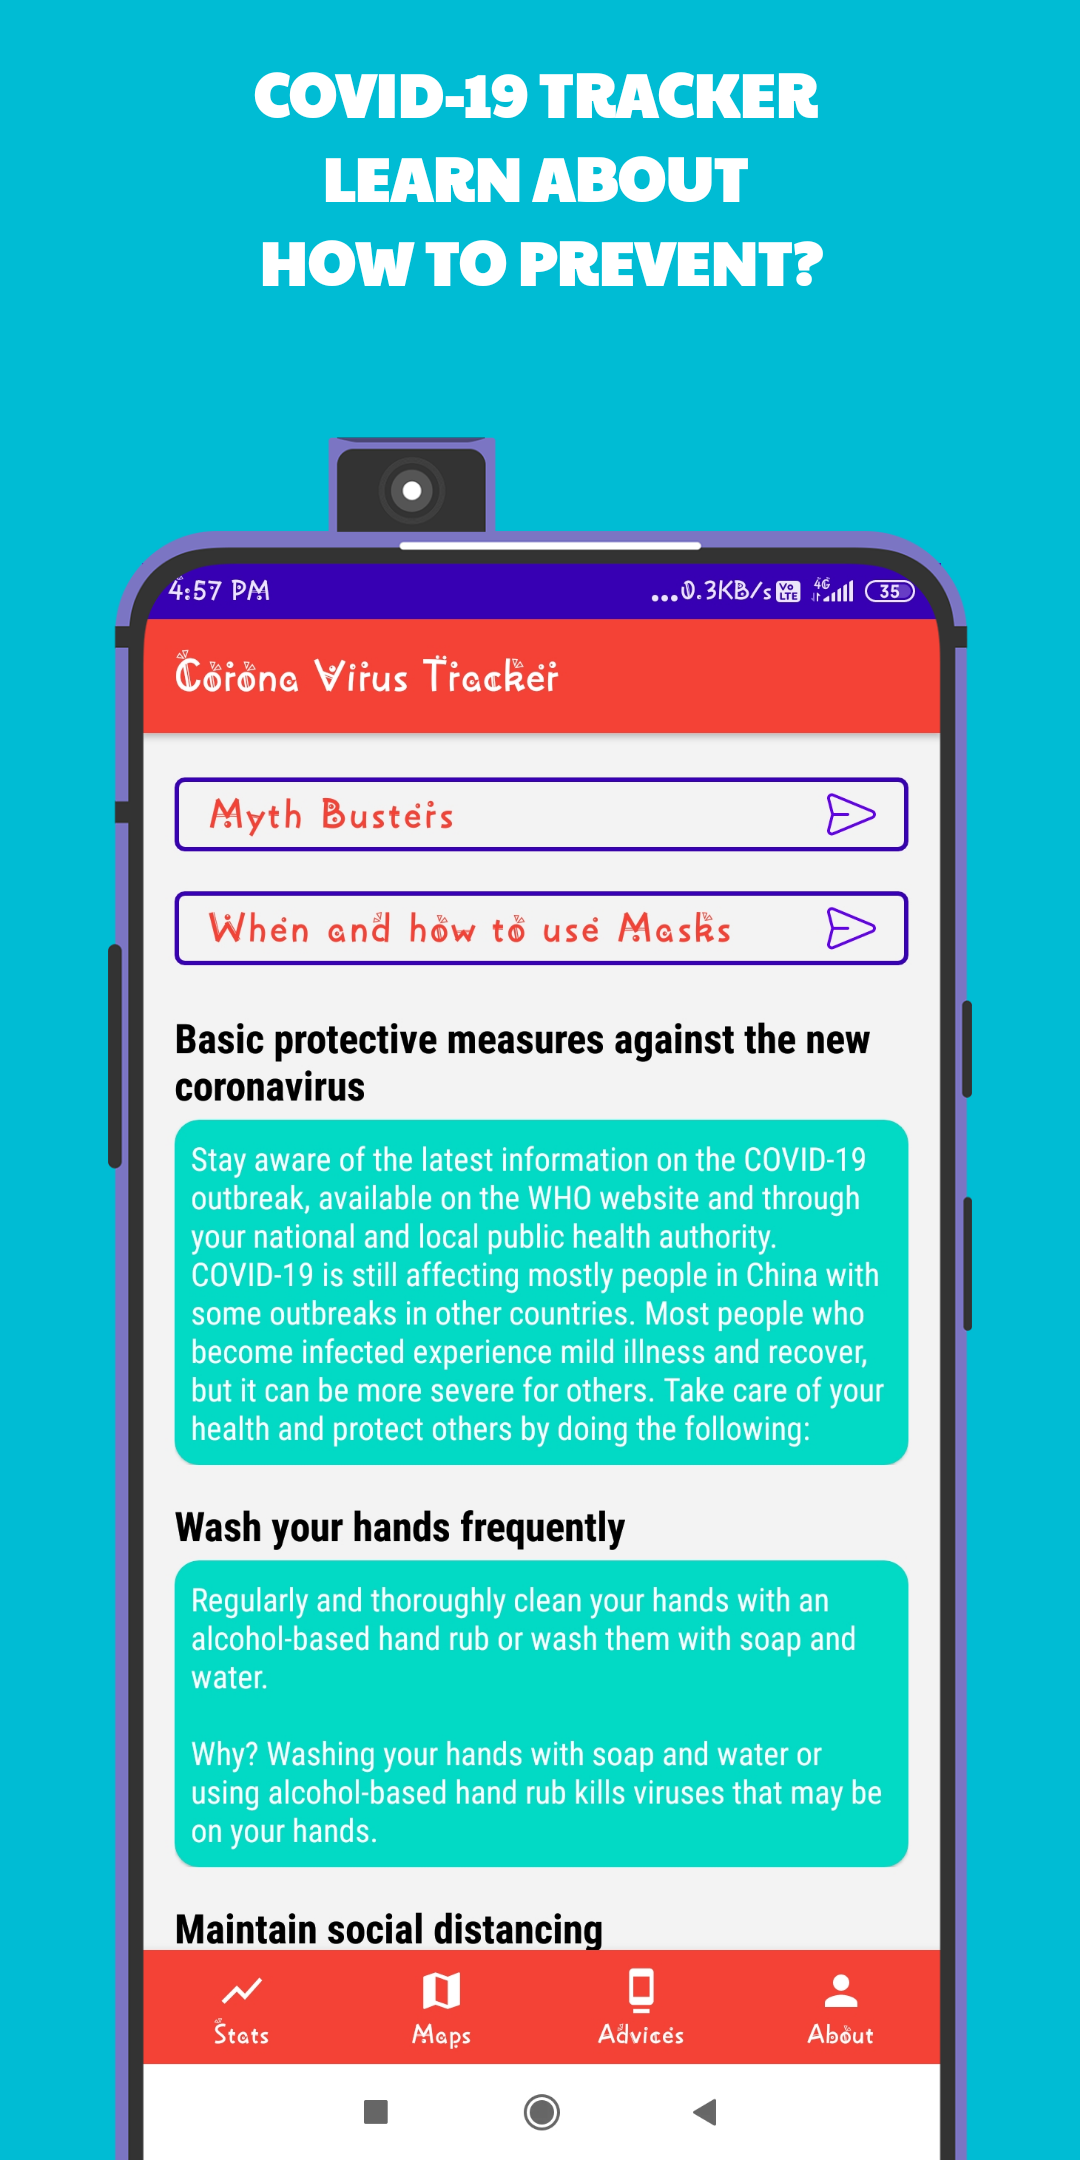 COVID-19 TRACKER
LEARN ABOUT
HOW TO PREVENT?
4:57 PM ...0.3KB/s VoLTE 4G 35
Corona Virus Tracker
Myth Busters
When and how to use Masks
Basic protective measures against the new
coronavirus
Stay aware of the latest information on the COVID-19
outbreak, available on the WHO website and through
your national and local public health authority.
COVID-19 is still affecting mostly people in China with
some outbreaks in other countries. Most people who
become infected experience mild illness and recover,
but it can be more severe for others. Take care of your
health and protect others by doing the following:
Wash your hands frequently
Regularly and thoroughly clean your hands with an
alcohol-based hand rub or wash them with soap and
water.
Why? Washing your hands with soap and water or
using alcohol-based hand rub kills viruses that may be
on your hands.
Maintain social distancing
Stats Maps Advices About